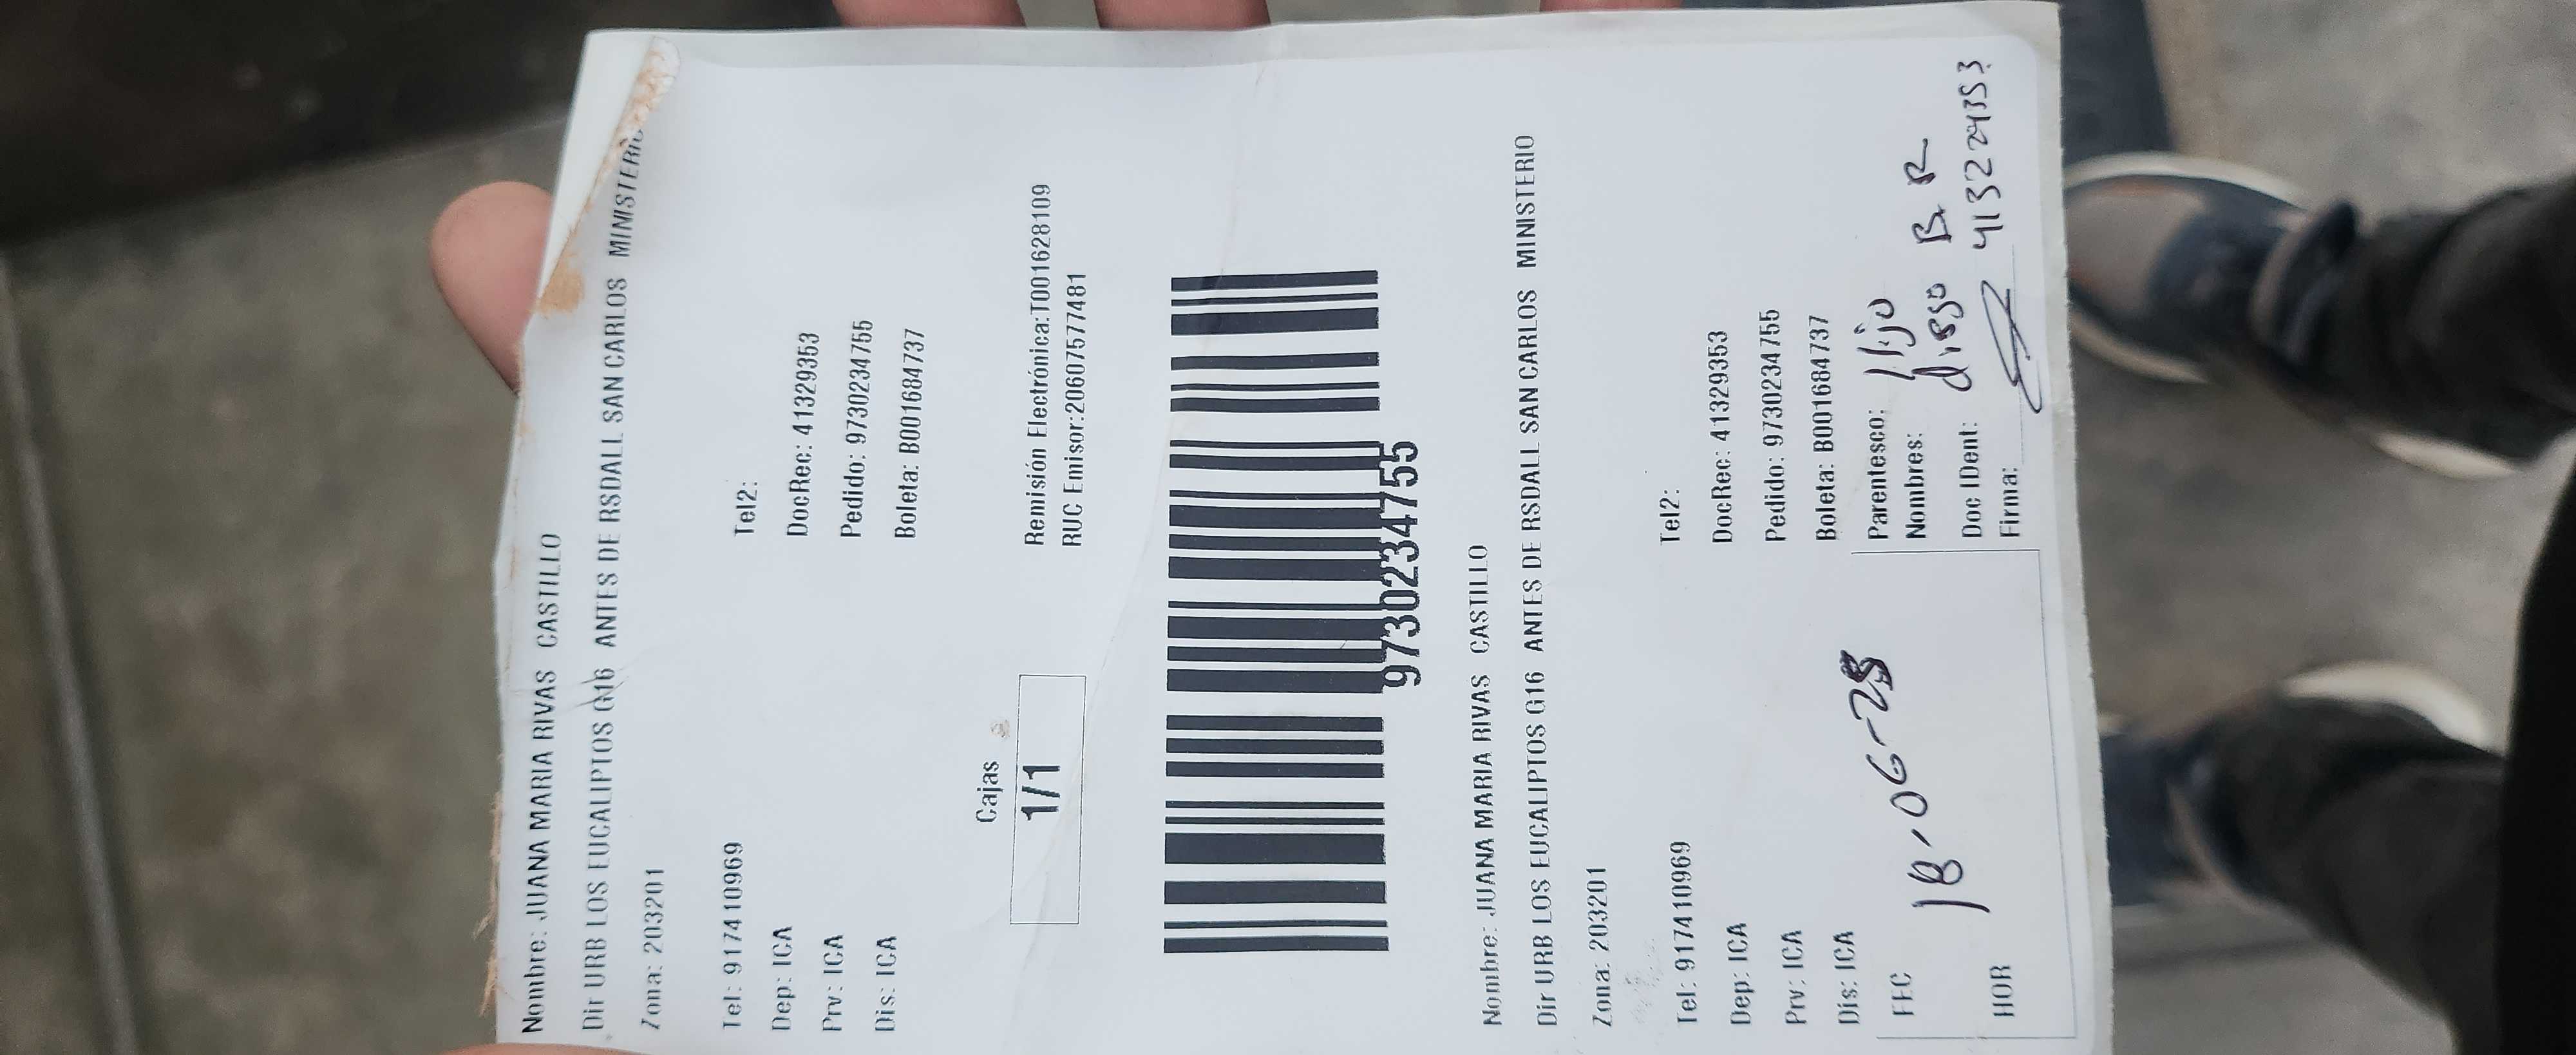 Nombre: JUANA MARIA RIVAS CASTILLO
Dir URB LOS EUCALIPTOS G16 ANTES DE RSDALL SAN CARLOS MINISTERIO
Zona: 203201
Tel: 917410969 Tel2:
Dep: ICA DocRec: 41329353
Prv: ICA Pedido: 9730234755
Dis: ICA Boleta: B001684737
Cajas
1/1
Remisión Electrónica:T001628109
RUC Emisor:20607577481
9730234755
Nombre: JUANA MARIA RIVAS CASTILLO
Dir URB LOS EUCALIPTOS G16 ANTES DE RSDALL SAN CARLOS MINISTERIO
Zona: 203201
Tel: 917410969 Tel2:
Dep: ICA DocRec: 41329353
Prv: ICA Pedido: 9730234755
Dis: ICA Boleta: B001684737
FEC 18-06-25
HOR
Parentesco: Hijo
Nombres: diego B R
Doc IDent:
Firma: